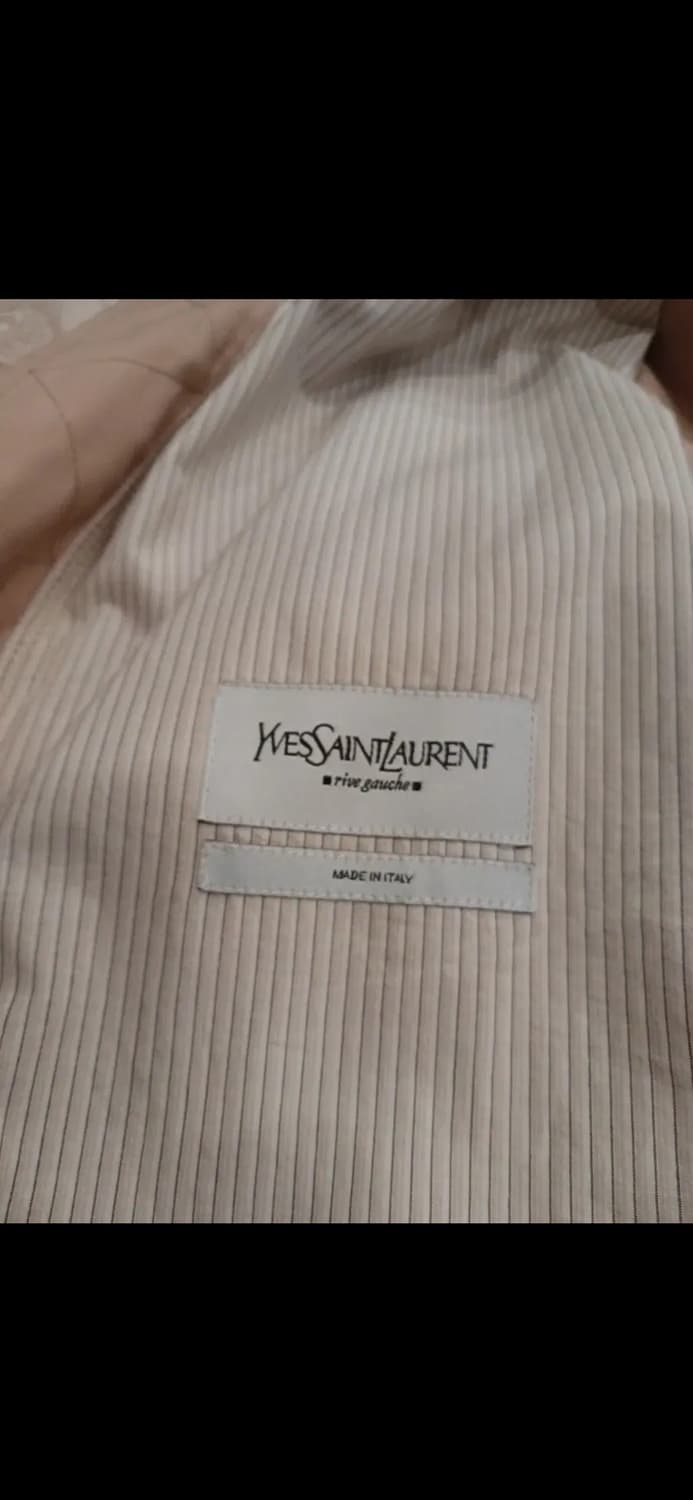 YVESSAINTLAURENT
■ rive gauche ■
MADE IN ITALY